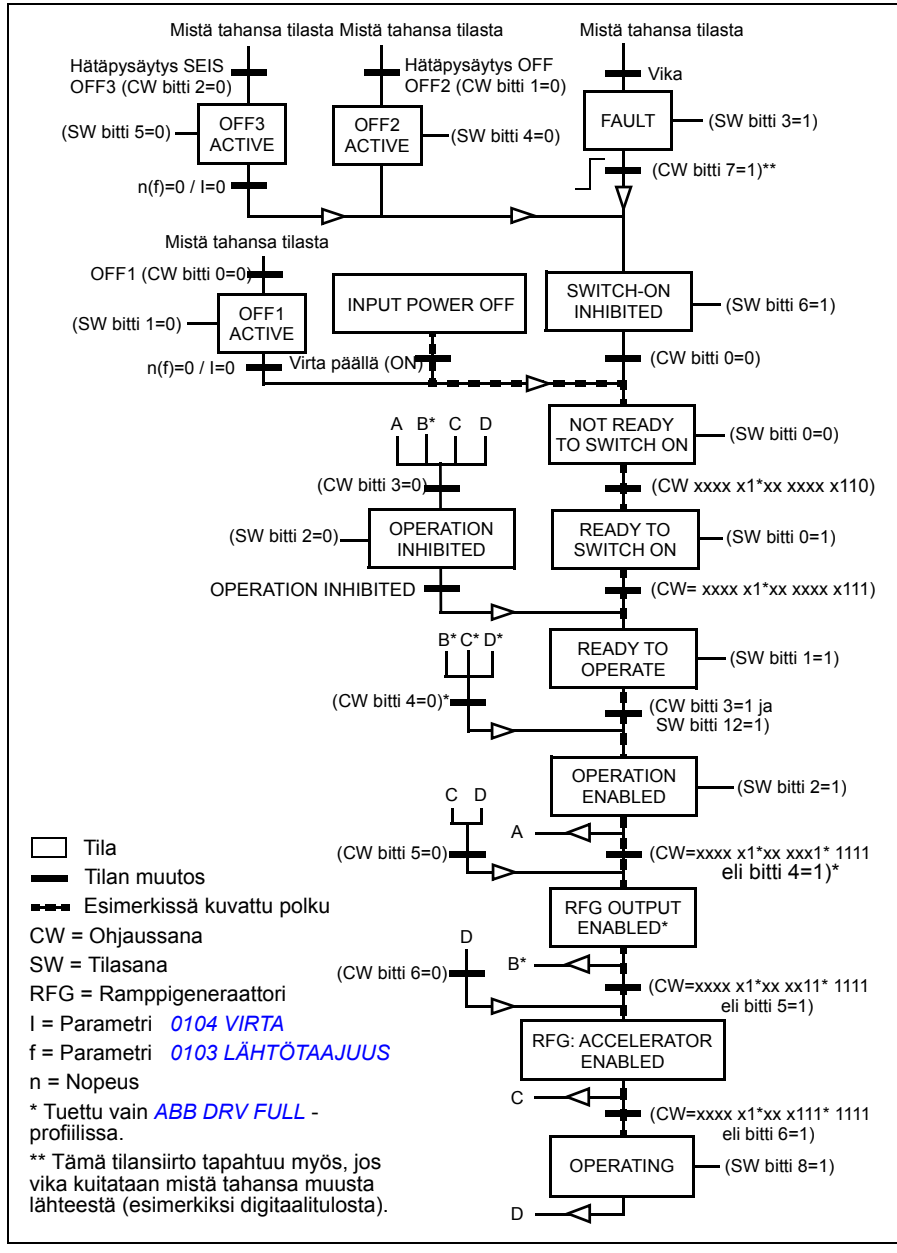 Mistä tahansa tilasta Mistä tahansa tilasta
Mistä tahansa tilasta
Hätäpysäytys SEIS
OFF3 (CW bitti 2=0)
Hätäpysäytys OFF
OFF2 (CW bitti 1=0)
Vika
(SW bitti 5=0)
OFF3
ACTIVE
OFF2
ACTIVE
(SW bitti 4=0)
FAULT
(SW bitti 3=1)
n(f)=0 / I=0
(CW bitti 7=1)**
Mistä tahansa tilasta
OFF1 (CW bitti 0=0)
(SW bitti 1=0)
OFF1
ACTIVE
INPUT POWER OFF
SWITCH-ON
INHIBITED
(SW bitti 6=1)
n(f)=0 / I=0
Virta päällä (ON)
(CW bitti 0=0)
A B* C D
NOT READY
TO SWITCH ON
(SW bitti 0=0)
(CW bitti 3=0)
(CW xxxx x1*xx xxxx x110)
(SW bitti 2=0)
OPERATION
INHIBITED
READY TO
SWITCH ON
(SW bitti 0=1)
OPERATION INHIBITED
(CW= xxxx x1*xx xxxx x111)
B* C* D*
READY TO
OPERATE
(SW bitti 1=1)
(CW bitti 4=0)*
(CW bitti 3=1 ja
SW bitti 12=1)
OPERATION
ENABLED
(SW bitti 2=1)
C D
A
(CW bitti 5=0)
(CW=xxxx x1*xx xxx1* 1111
eli bitti 4=1)*
RFG OUTPUT
ENABLED*
D
B*
(CW bitti 6=0)
(CW=xxxx x1*xx xx11* 1111
eli bitti 5=1)
RFG: ACCELERATOR
ENABLED
C
(CW=xxxx x1*xx x111* 1111
eli bitti 6=1)
OPERATING
(SW bitti 8=1)
D
Tila
Tilan muutos
Esimerkissä kuvattu polku
CW = Ohjaussana
SW = Tilasana
RFG = Ramppigeneraattori
I = Parametri 0104 VIRTA
f = Parametri 0103 LÄHTÖTAAJUUS
n = Nopeus
* Tuettu vain ABB DRV FULL -
profiilissa.
** Tämä tilansiirto tapahtuu myös, jos
vika kuitataan mistä tahansa muusta
lähteestä (esimerkiksi digitaalitulosta).